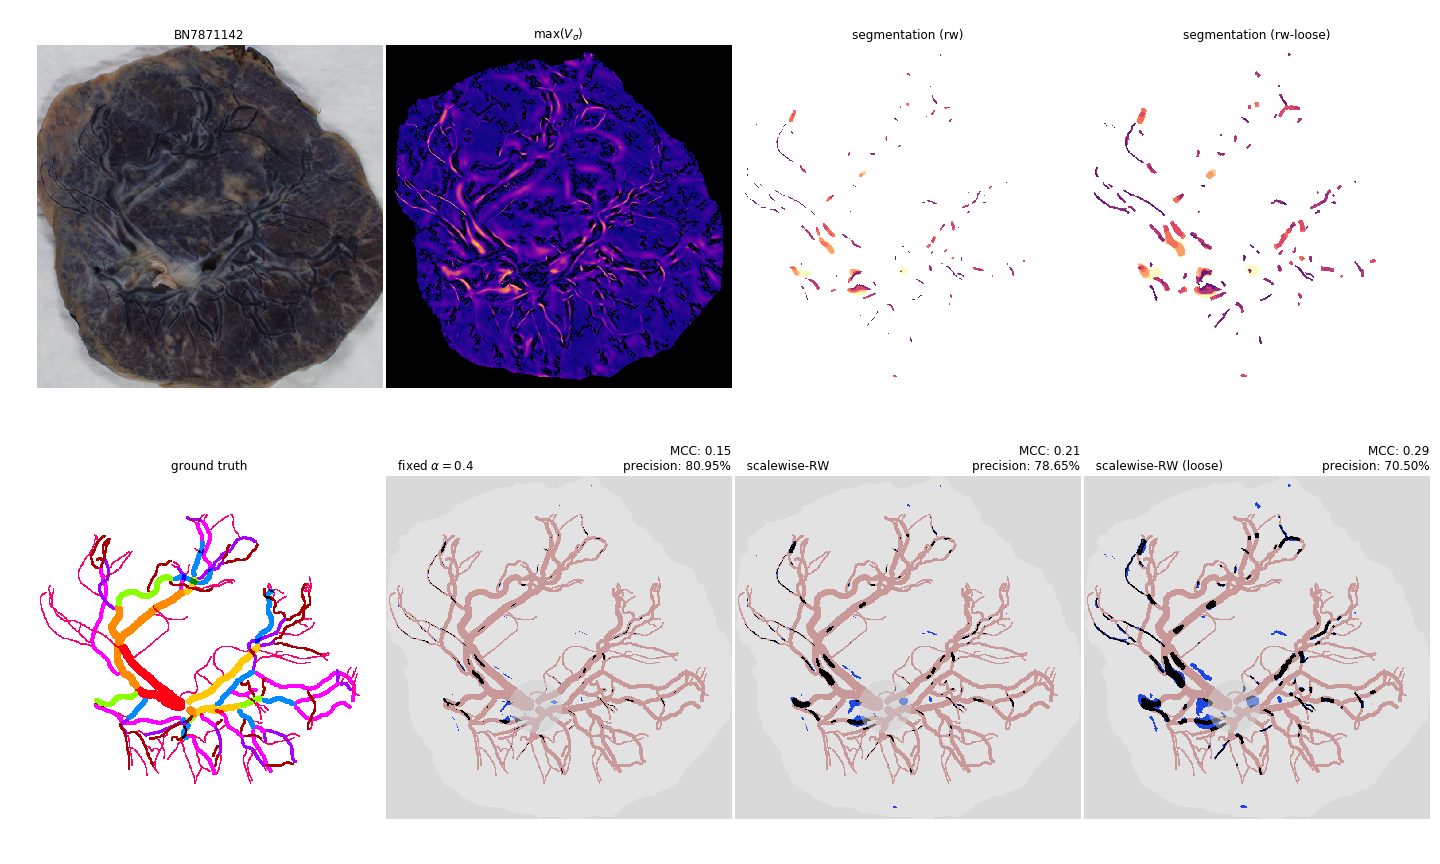 BN7871142
max(V_σ)
segmentation (rw)
segmentation (rw-loose)
ground truth
fixed α = 0.4
MCC: 0.15
precision: 80.95%
scalewise-RW
MCC: 0.21
precision: 78.65%
scalewise-RW (loose)
MCC: 0.29
precision: 70.50%